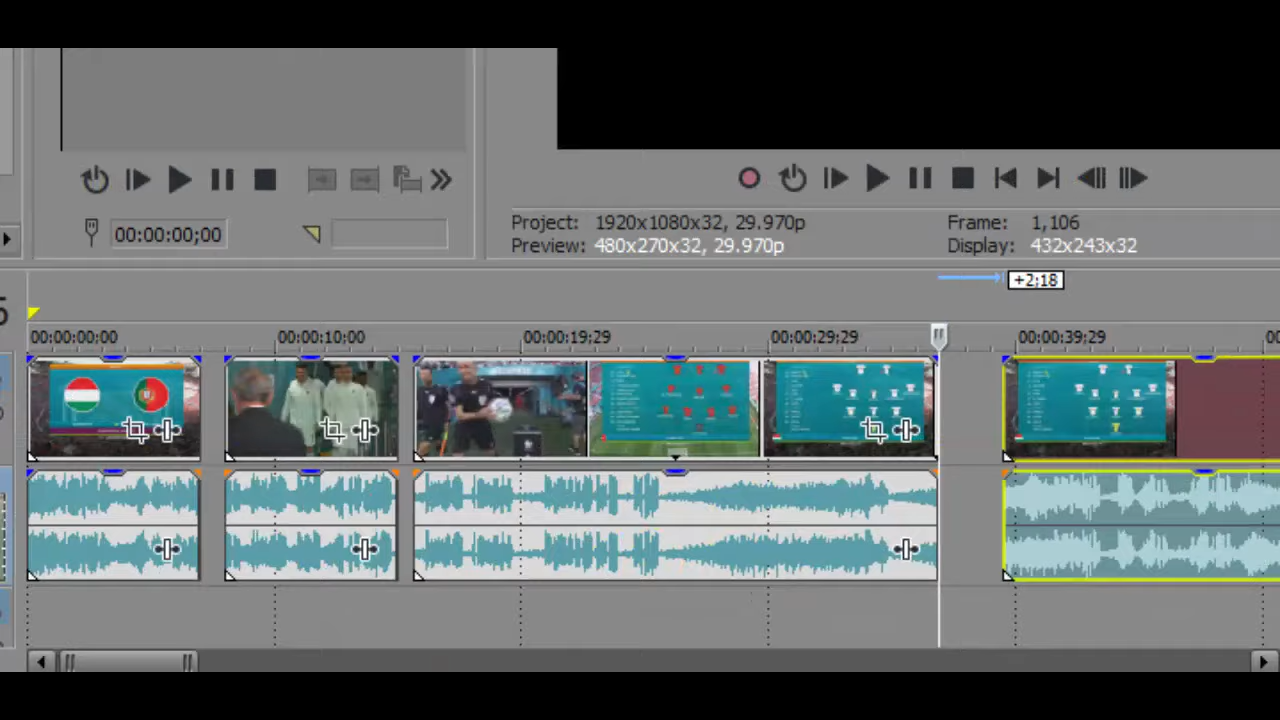 00:00:00;00
Project: 1920x1080x32, 29.970p
Frame: 1,106
Preview: 480x270x32, 29.970p
Display: 432x243x32
+2;18
00:00:00;00
00:00:10;00
00:00:19;29
00:00:29;29
00:00:39;29